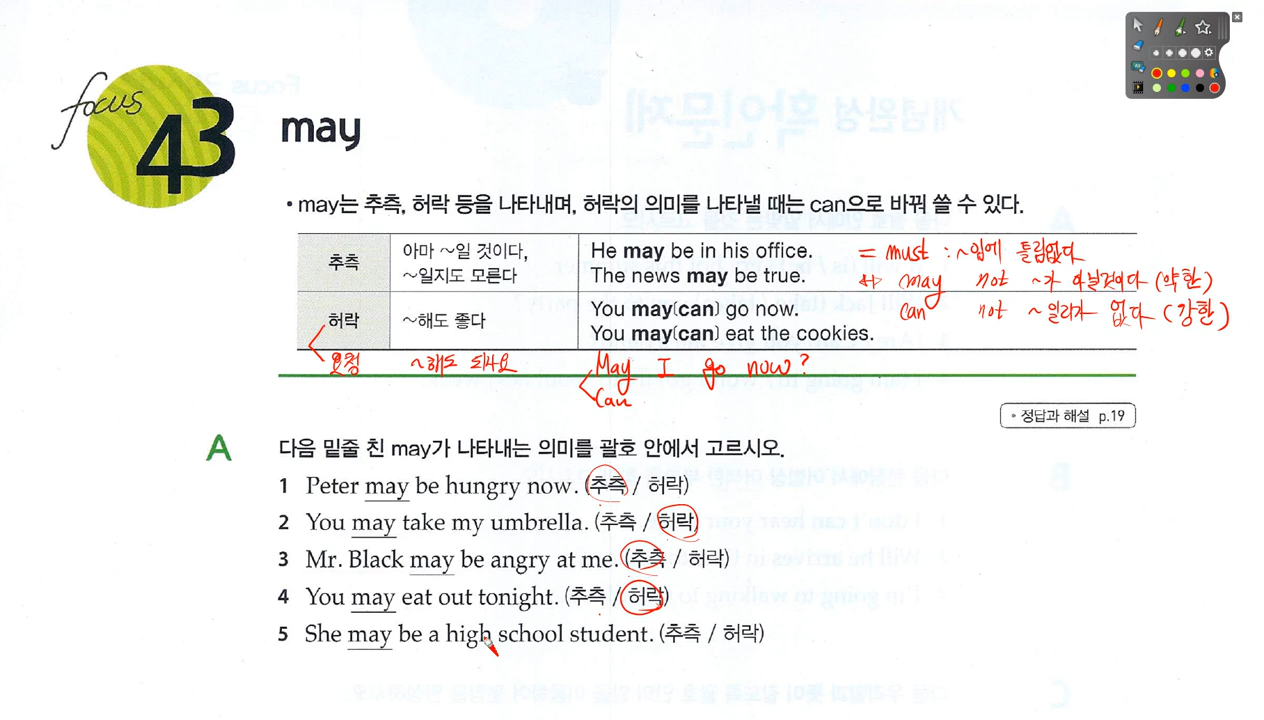 focus
43
may
• may는 추측, 허락 등을 나타내며, 허락의 의미를 나타낼 때는 can으로 바꿔 쓸 수 있다.
추측
아마 ~일 것이다,
~일지도 모른다
He may be in his office.
The news may be true.
= must : ~임에 틀림없다
↔ may not ~가 아닐것이다 (약한)
can not ~일리가 없다 (강한)
허락
~해도 좋다
You may(can) go now.
You may(can) eat the cookies.
요청 ~해도 되나요 May I go now?
Can
• 정답과 해설 p.19
A 다음 밑줄 친 may가 나타내는 의미를 괄호 안에서 고르시오.
1 Peter may be hungry now. (추측 / 허락)
2 You may take my umbrella. (추측 / 허락)
3 Mr. Black may be angry at me. (추측 / 허락)
4 You may eat out tonight. (추측 / 허락)
5 She may be a high school student. (추측 / 허락)